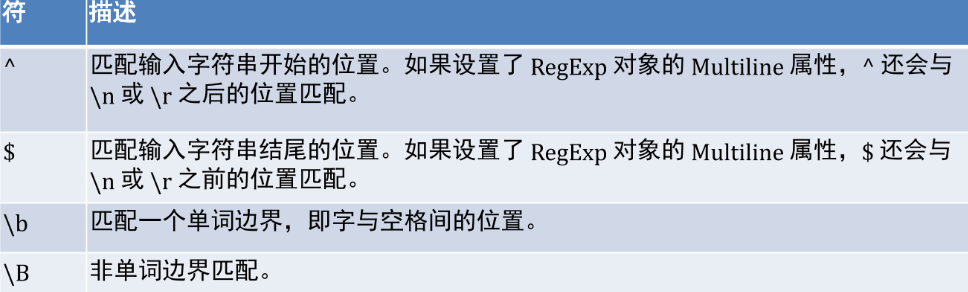 符 描述
^ 匹配输入字符串开始的位置。如果设置了 RegExp 对象的 Multiline 属性，^ 还会与
\n 或 \r 之后的位置匹配。
$ 匹配输入字符串结尾的位置。如果设置了 RegExp 对象的 Multiline 属性，$ 还会与
\n 或 \r 之前的位置匹配。
\b 匹配一个单词边界，即字与空格间的位置。
\B 非单词边界匹配。